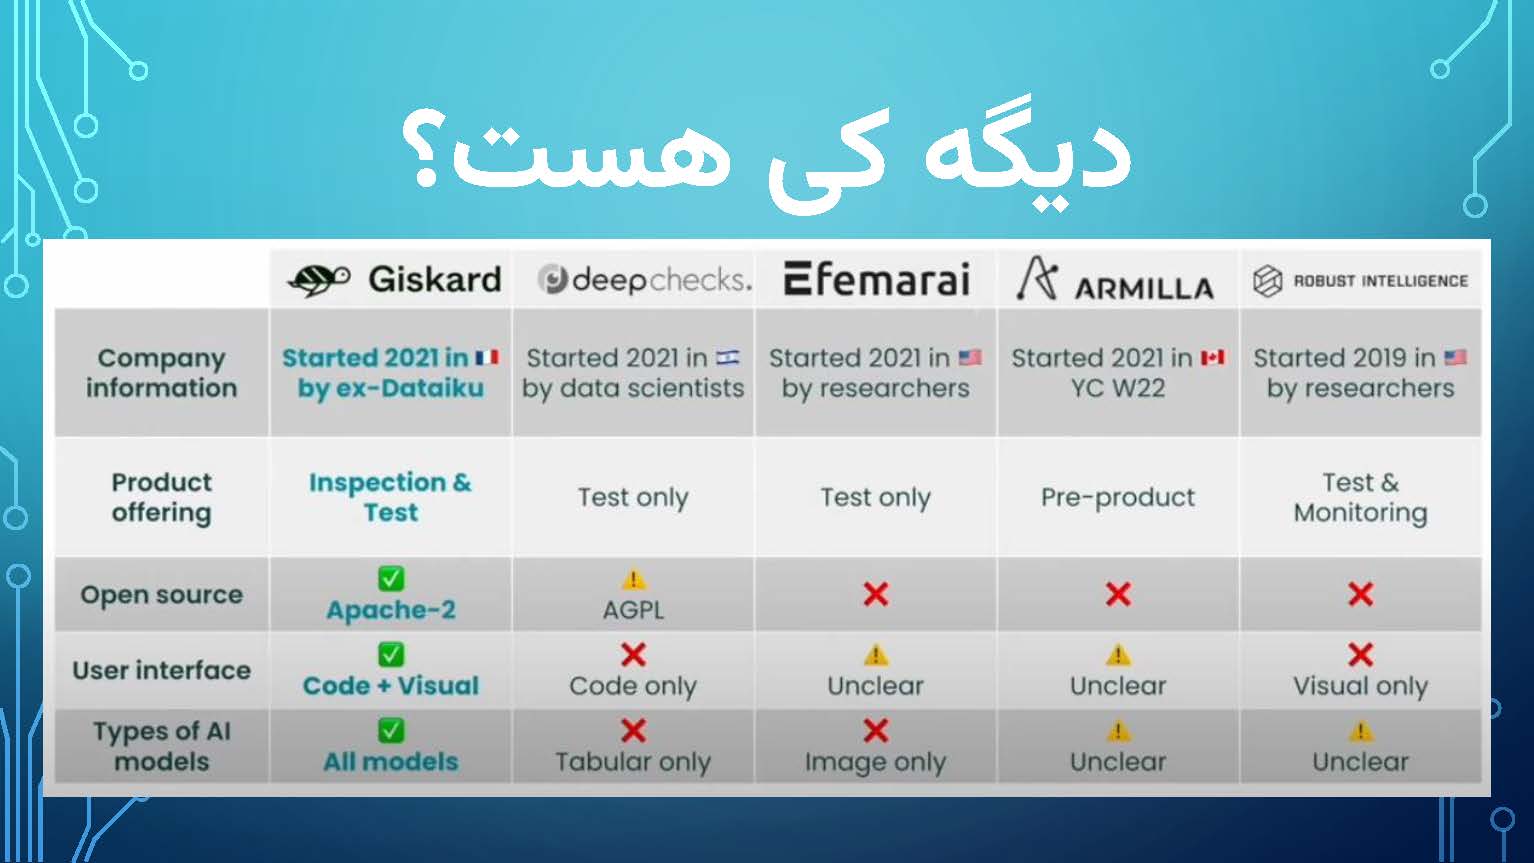 دیگه کی هست؟
Giskard
deepchecks.
Efemarai
ARMILLA
ROBUST INTELLIGENCE
Company information
Started 2021 in 🇫🇷 by ex-Dataiku
Started 2021 in 🇮🇱 by data scientists
Started 2021 in 🇺🇸 by researchers
Started 2021 in 🇨🇦 YC W22
Started 2019 in 🇺🇸 by researchers
Product offering
Inspection & Test
Test only
Test only
Pre-product
Test & Monitoring
Open source
✅ Apache-2
⚠️ AGPL
❌
❌
❌
User interface
✅ Code + Visual
❌ Code only
⚠️ Unclear
⚠️ Unclear
❌ Visual only
Types of AI models
✅ All models
❌ Tabular only
❌ Image only
⚠️ Unclear
⚠️ Unclear